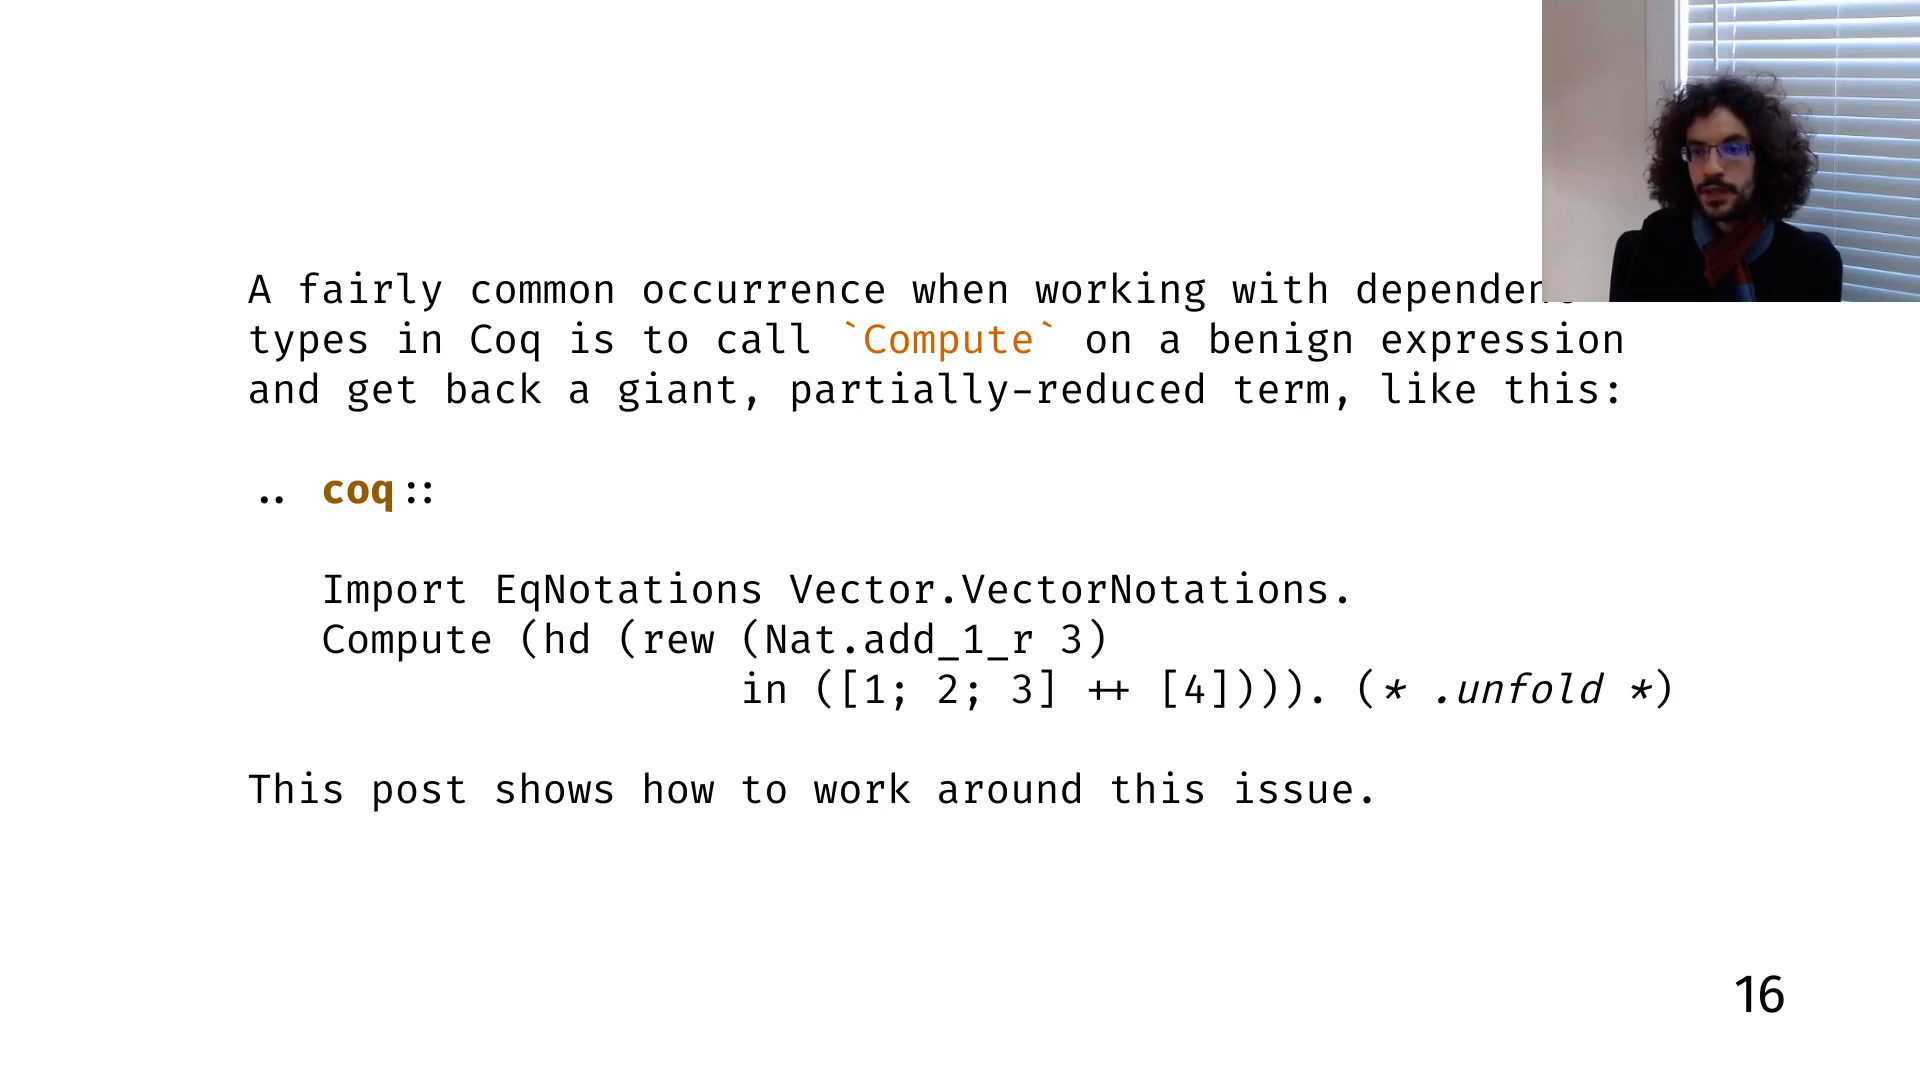 A fairly common occurrence when working with
types in Coq is to call `Compute` on a benign expression
and get back a giant, partially-reduced term, like this:
.. coq::
Import EqNotations Vector.VectorNotations.
Compute (hd (rew (Nat.add_1_r 3)
in ([1; 2; 3] ++ [4]))). (* .unfold *)
This post shows how to work around this issue.
16